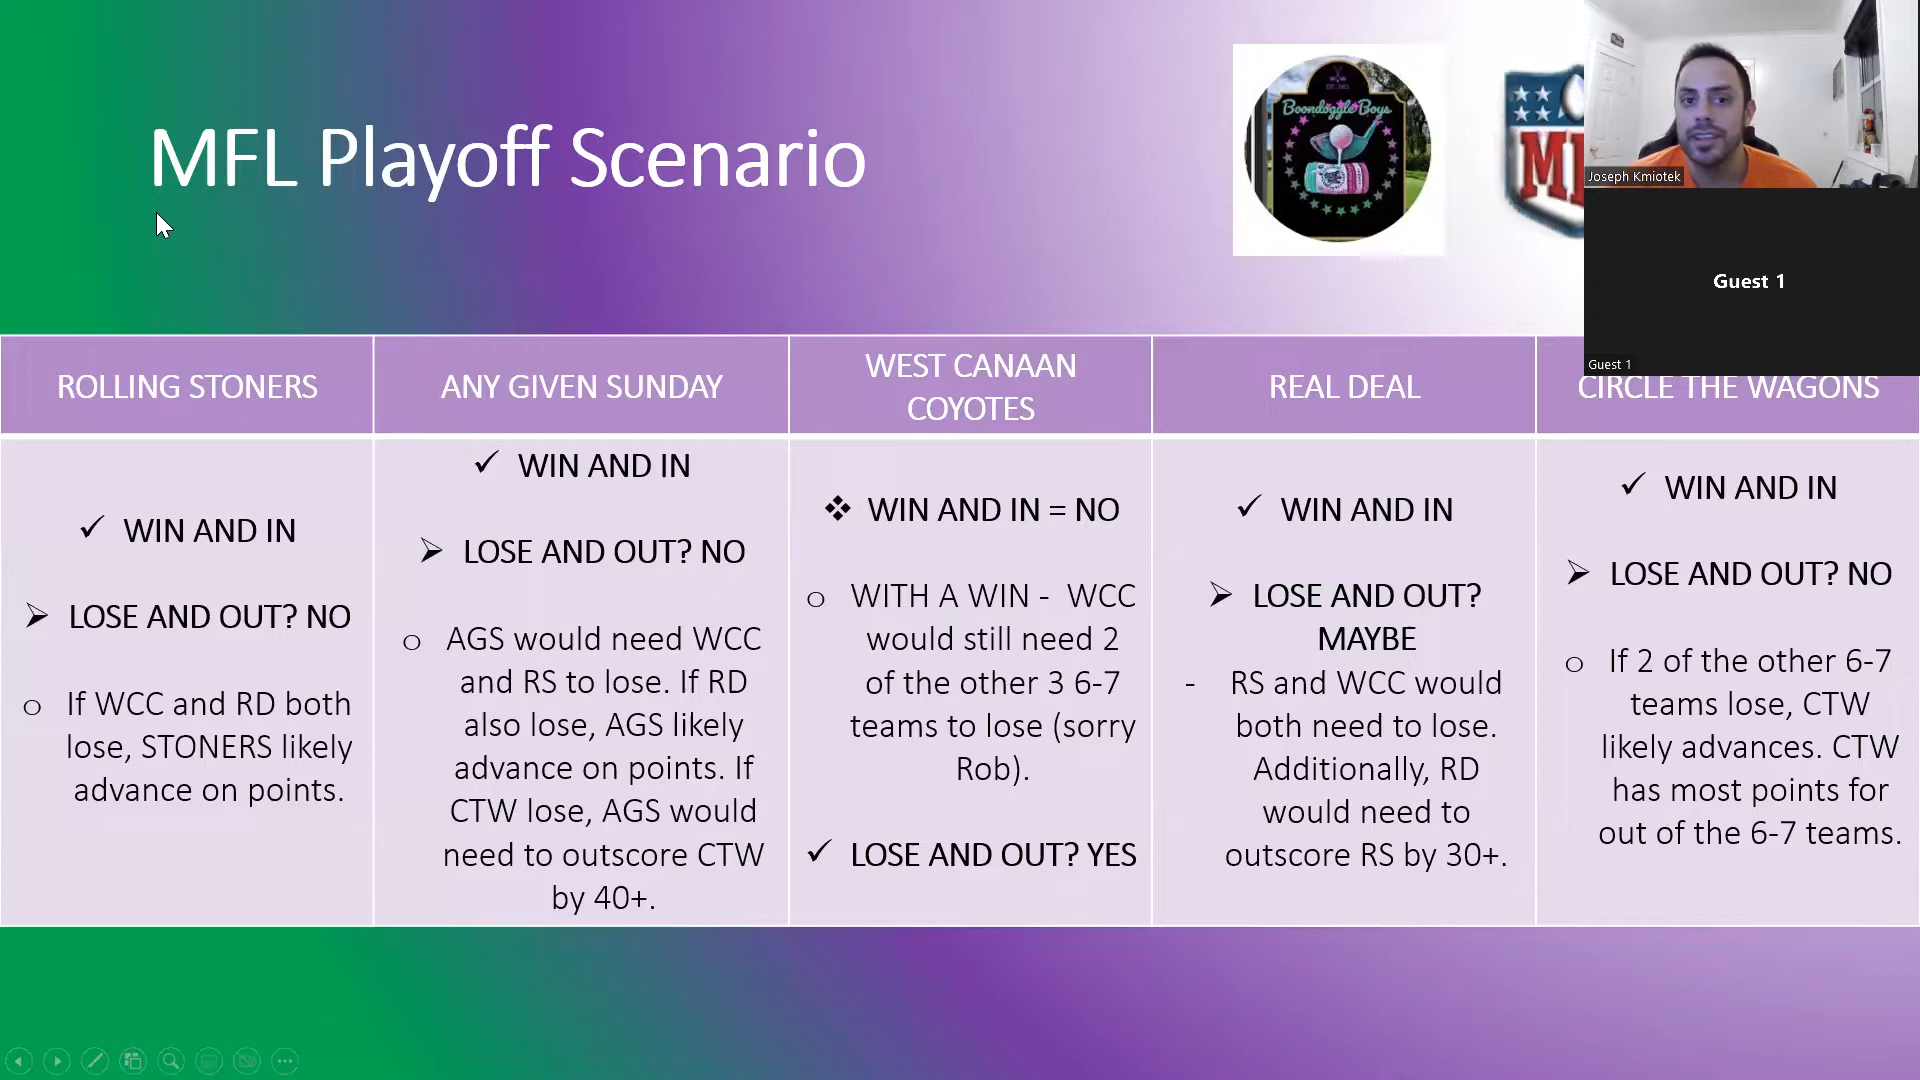 MFL Playoff Scenario
Boondoggle Boys
Joseph Kmiotek
Guest 1
Guest 1
ROLLING STONERS
✓ WIN AND IN
➢ LOSE AND OUT? NO
o If WCC and RD both
lose, STONERS likely
advance on points.
ANY GIVEN SUNDAY
✓ WIN AND IN
➢ LOSE AND OUT? NO
o AGS would need WCC
and RS to lose. If RD
also lose, AGS likely
advance on points. If
CTW lose, AGS would
need to outscore CTW
by 40+.
WEST CANAAN
COYOTES
❖ WIN AND IN = NO
o WITH A WIN - WCC
would still need 2
of the other 3 6-7
teams to lose (sorry
Rob).
✓ LOSE AND OUT? YES
REAL DEAL
✓ WIN AND IN
➢ LOSE AND OUT?
MAYBE
- RS and WCC would
both need to lose.
Additionally, RD
would need to
outscore RS by 30+.
CIRCLE THE WAGONS
✓ WIN AND IN
➢ LOSE AND OUT? NO
o If 2 of the other 6-7
teams lose, CTW
likely advances. CTW
has most points for
out of the 6-7 teams.